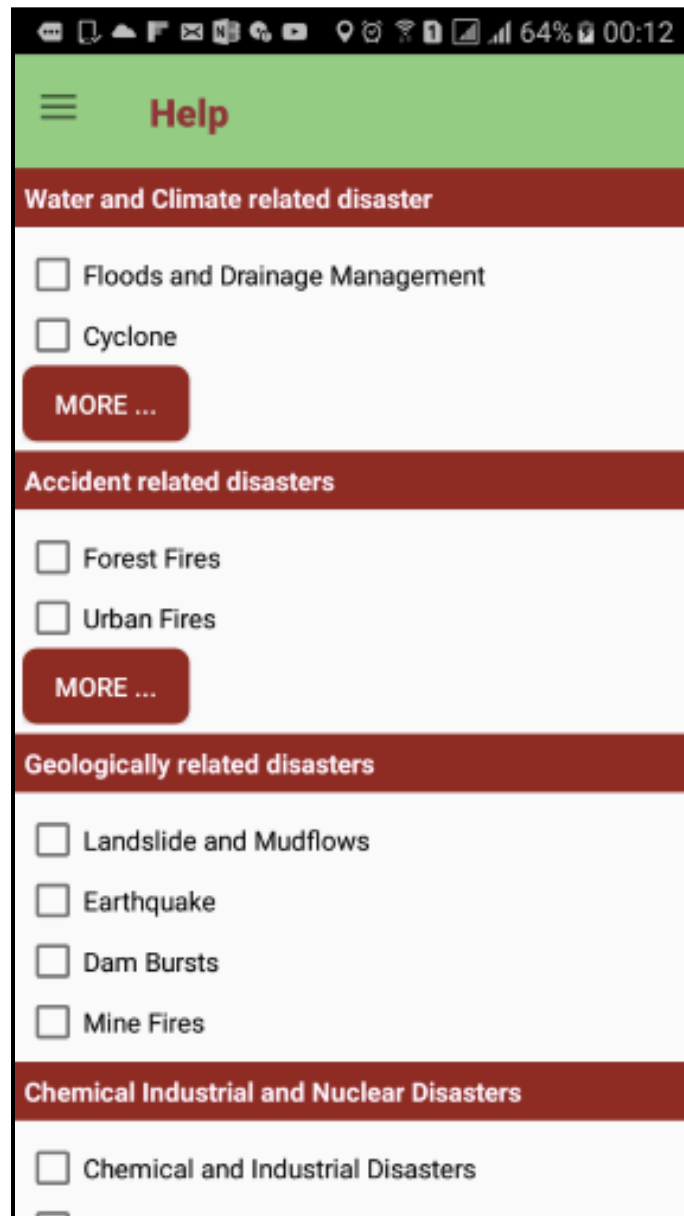 64% 00:12
Help
Water and Climate related disaster
Floods and Drainage Management
Cyclone
MORE ...
Accident related disasters
Forest Fires
Urban Fires
MORE ...
Geologically related disasters
Landslide and Mudflows
Earthquake
Dam Bursts
Mine Fires
Chemical Industrial and Nuclear Disasters
Chemical and Industrial Disasters